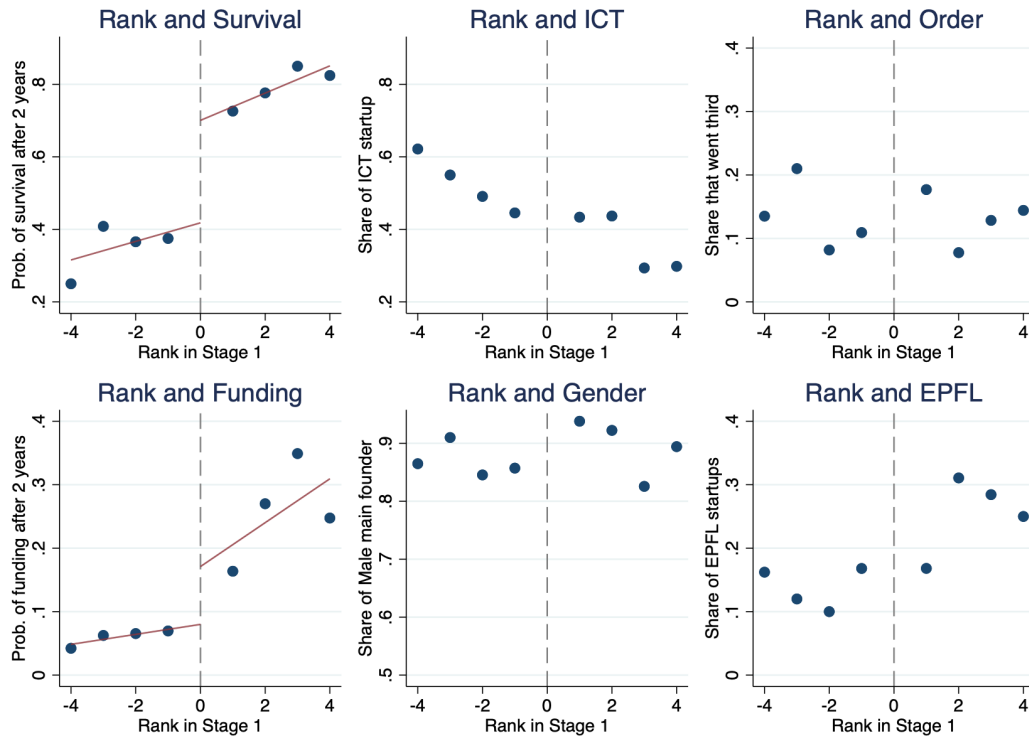 Rank and Survival
Prob. of survival after 2 years
.8
.6
.4
.2
-4 -2 0 2 4
Rank in Stage 1
Rank and ICT
Share of ICT startup
.8
.6
.4
.2
-4 -2 0 2 4
Rank in Stage 1
Rank and Order
Share that went third
.4
.3
.2
.1
0
-4 -2 0 2 4
Rank in Stage 1
Rank and Funding
Prob. of funding after 2 years
.4
.3
.2
.1
0
-4 -2 0 2 4
Rank in Stage 1
Rank and Gender
Share of Male main founder
.9
.8
.7
.6
.5
-4 -2 0 2 4
Rank in Stage 1
Rank and EPFL
Share of EPFL startups
.4
.3
.2
.1
0
-4 -2 0 2 4
Rank in Stage 1